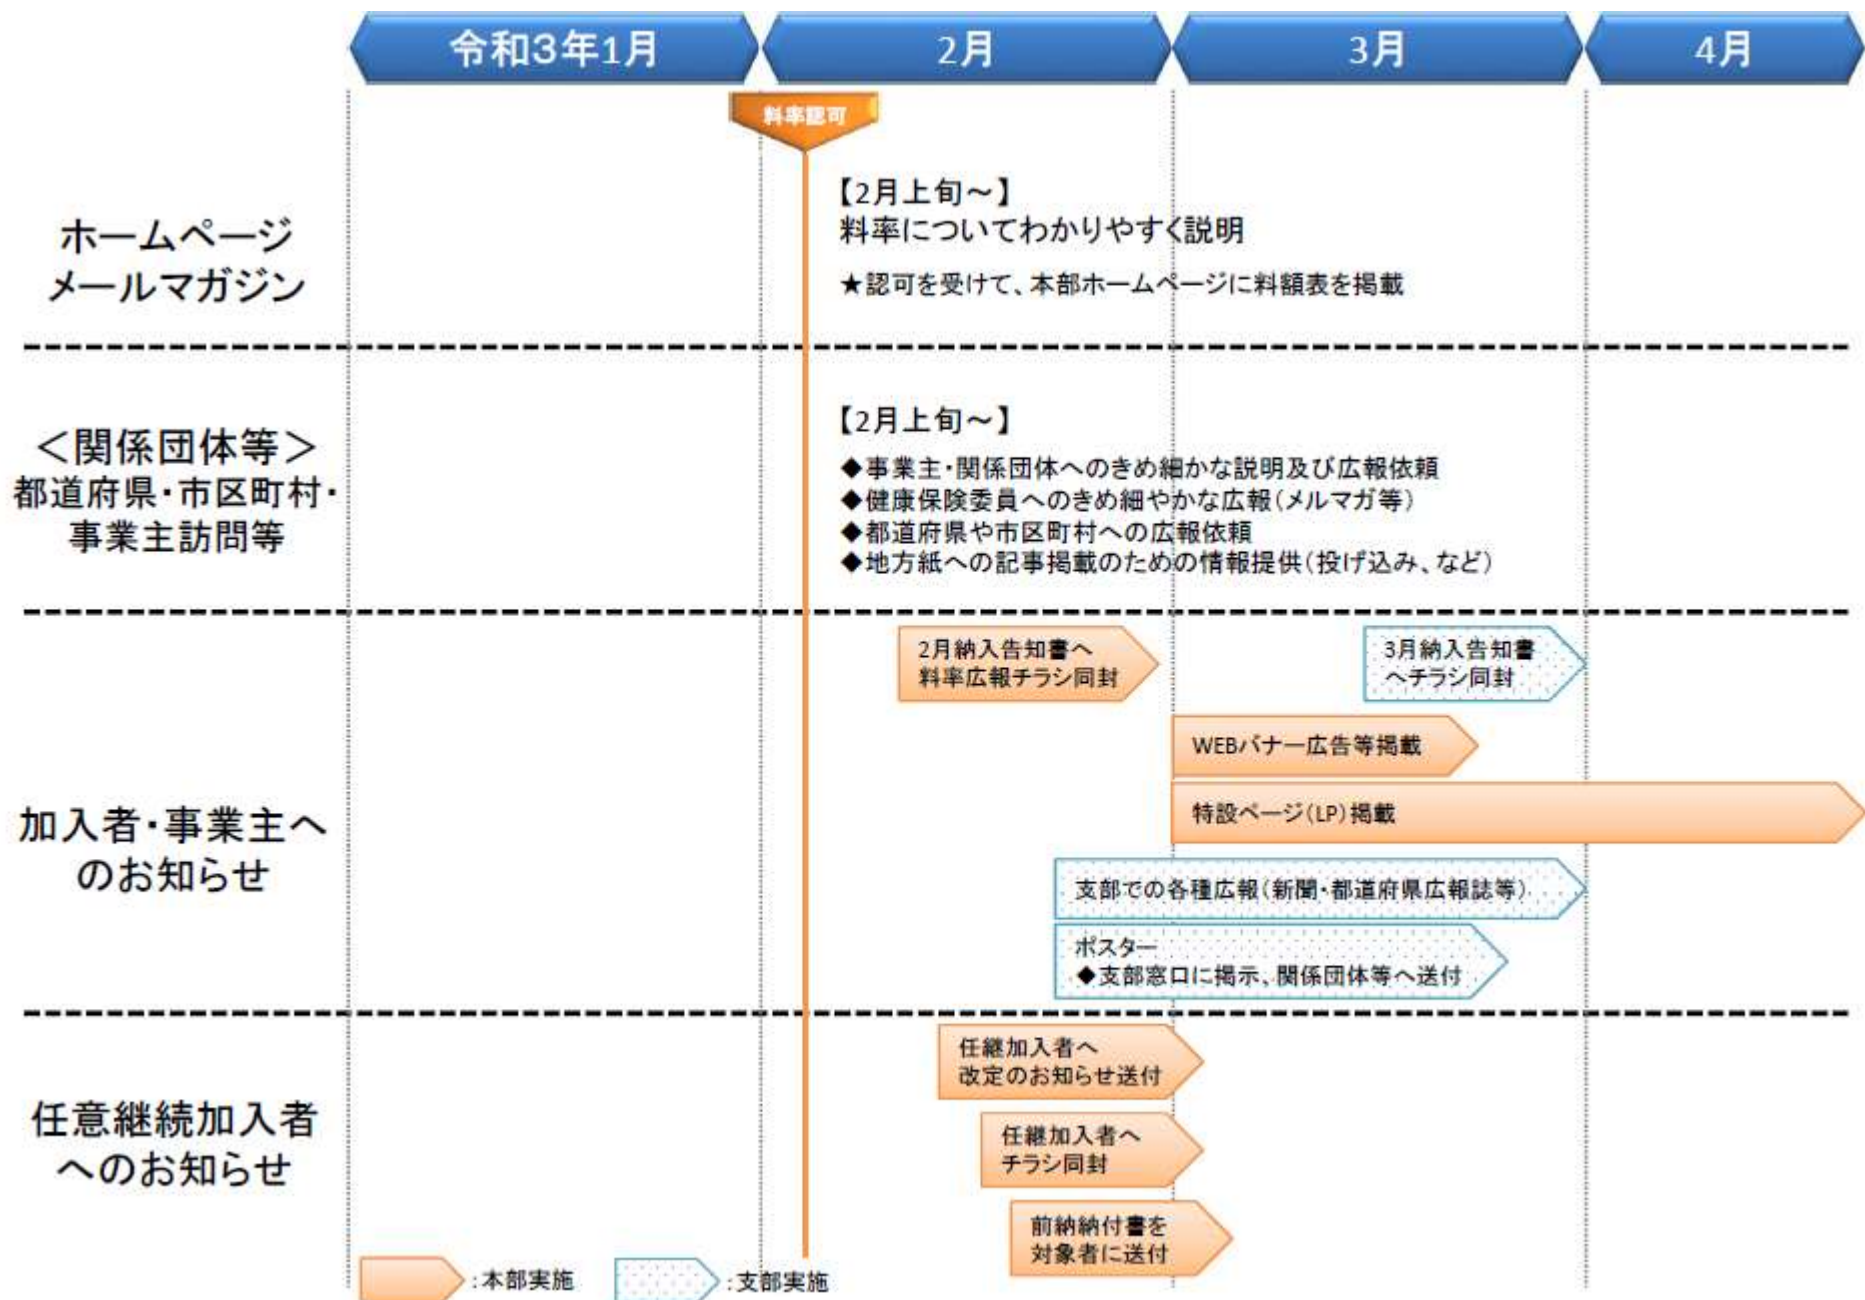 令和3年1月
2月
3月
4月
料率認可
ホームページ
メールマガジン
【2月上旬～】
料率についてわかりやすく説明
★認可を受けて、本部ホームページに料額表を掲載
＜関係団体等＞
都道府県・市区町村・
事業主訪問等
【2月上旬～】
◆事業主・関係団体へのきめ細かな説明及び広報依頼
◆健康保険委員へのきめ細やかな広報（メルマガ等）
◆都道府県や市区町村への広報依頼
◆地方紙への記事掲載のための情報提供（投げ込み、など）
加入者・事業主へ
のお知らせ
2月納入告知書へ
料率広報チラシ同封
3月納入告知書
へチラシ同封
WEBバナー広告等掲載
特設ページ（LP）掲載
支部での各種広報（新聞・都道府県広報誌等）
ポスター
◆支部窓口に掲示、関係団体等へ送付
任意継続加入者
へのお知らせ
任継加入者へ
改定のお知らせ送付
任継加入者へ
チラシ同封
前納納付書を
対象者に送付
：本部実施
：支部実施